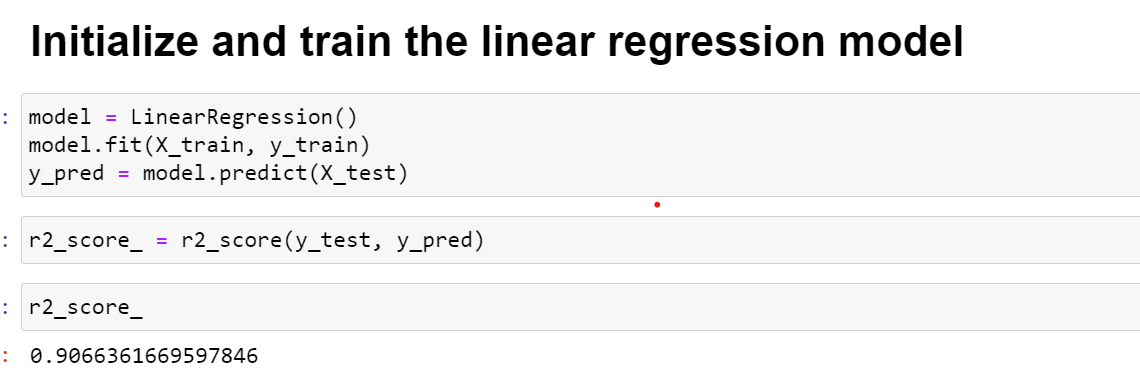 Initialize and train the linear regression model
: model = LinearRegression()
model.fit(X_train, y_train)
y_pred = model.predict(X_test)
: r2_score_ = r2_score(y_test, y_pred)
: r2_score_
: 0.9066361669597846